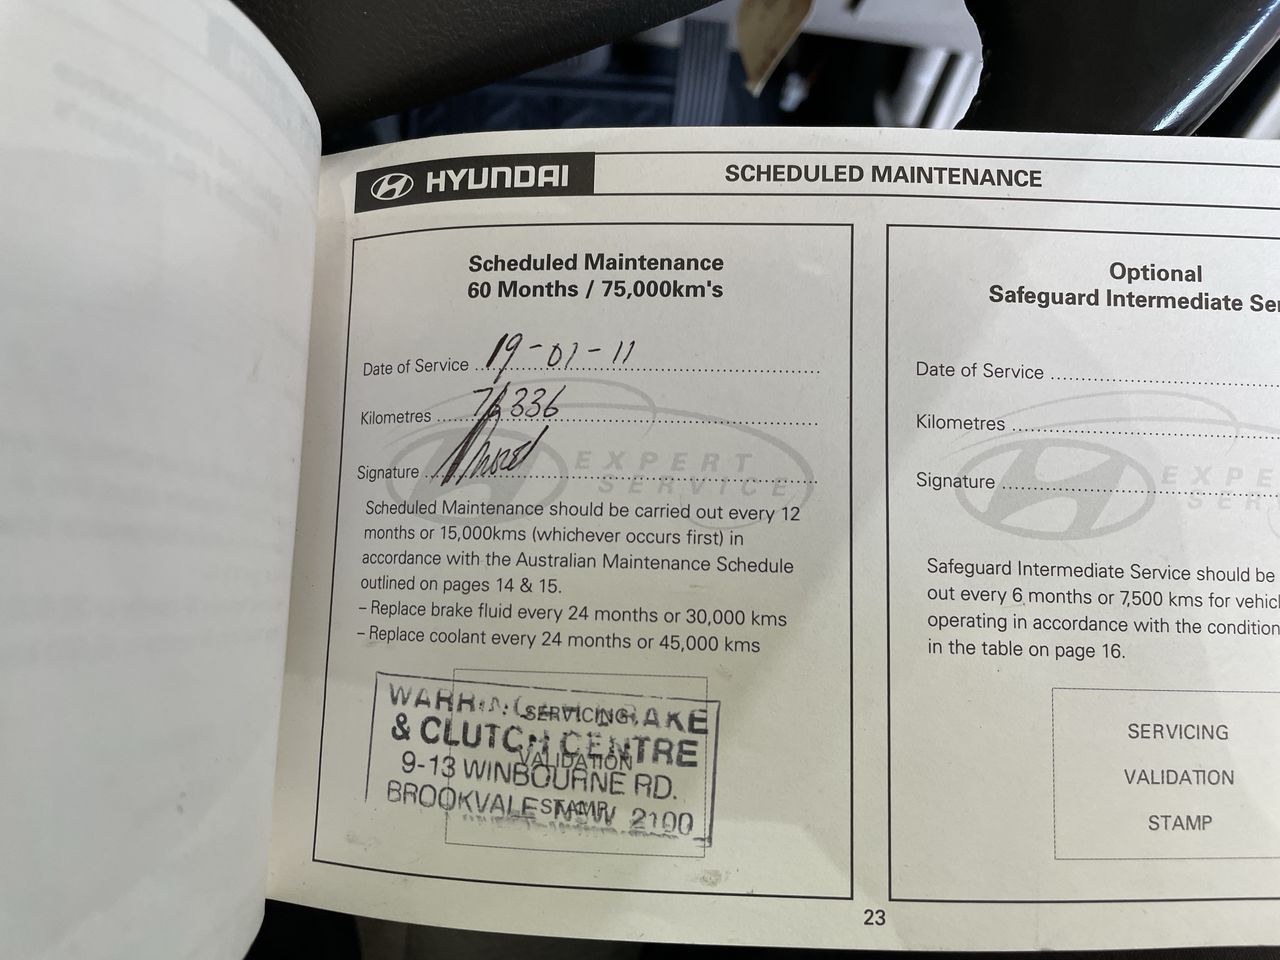 HYUNDAI
SCHEDULED MAINTENANCE
Scheduled Maintenance
60 Months / 75,000km's
Date of Service 19-01-11
Kilometres
Signature
EXPERT
SERVICE
Scheduled Maintenance should be carried out every 12
months or 15,000kms (whichever occurs first) in
accordance with the Australian Maintenance Schedule
outlined on pages 14 & 15.
– Replace brake fluid every 24 months or 30,000 kms
– Replace coolant every 24 months or 45,000 kms
SERVICING
VALIDATION
STAMP
& CLUTCH CENTRE
9-13 WINBOURNE RD.
BROOKVALE NSW 2100
Optional
Safeguard Intermediate
Date of Service
Kilometres
Signature
Safeguard Intermediate Service should be
out every 6 months or 7,500 kms for
operating in accordance with the
in the table on page 16.
SERVICING
VALIDATION
STAMP
23